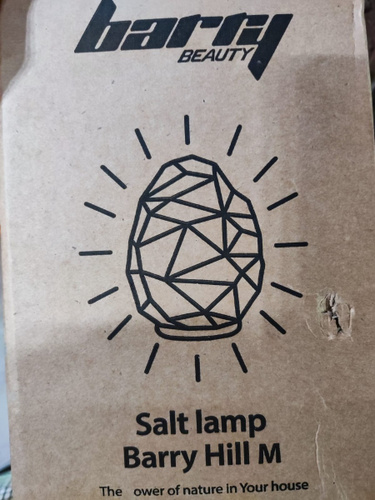 barry
BEAUTY
Salt lamp
Barry Hill M
The ower of nature in Your house